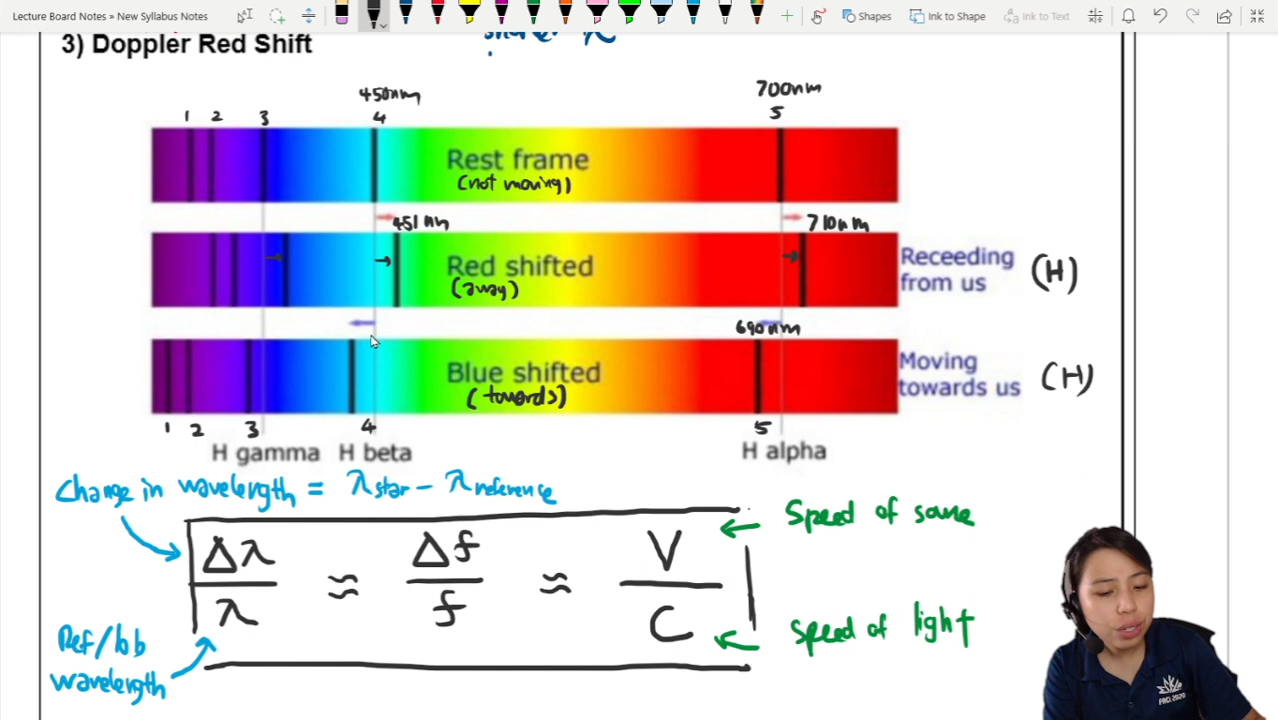 Lecture Board Notes » New Syllabus Notes
Shapes
Ink to Shape
Ink to Text
3) Doppler Red Shift
λ
450nm
700nm
1 2 3 4 5
Rest frame
(not moving)
451 nm
710nm
Red shifted
(away)
Receeding
from us
(H)
690nm
Blue shifted
(towards)
Moving
towards us
(H)
1 2 3 4 5
H gamma H beta H alpha
Change in wavelength = λstar - λreference
Δλ/λ ≈ Δf/f ≈ V/C
Speed of source
Speed of light
Ref/lab
wavelength
PACJ 2020